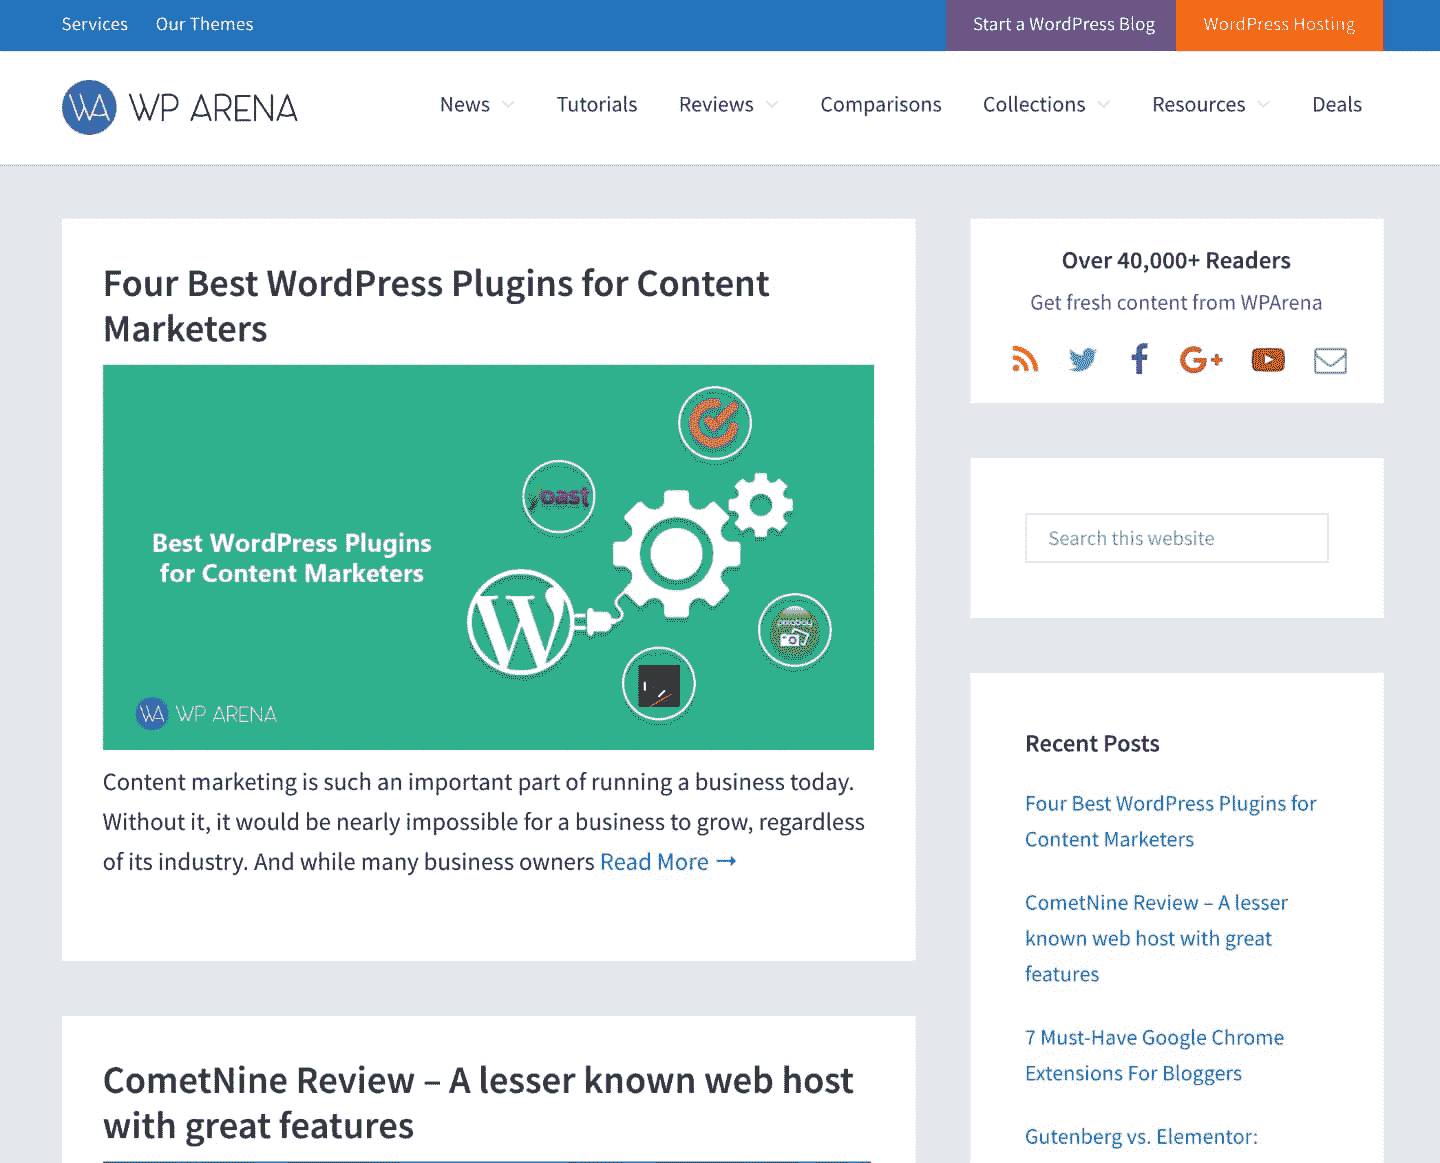 Services Our Themes Start a WordPress Blog WordPress Hosting
WA WP ARENA News Tutorials Reviews Comparisons Collections Resources Deals
Four Best WordPress Plugins for Content
Marketers
yoast
Best WordPress Plugins
for Content Marketers
W
pixabay
WA WP ARENA
Content marketing is such an important part of running a business today.
Without it, it would be nearly impossible for a business to grow, regardless
of its industry. And while many business owners Read More →
CometNine Review – A lesser known web host
with great features
Over 40,000+ Readers
Get fresh content from WPArena
G+
Search this website
Recent Posts
Four Best WordPress Plugins for
Content Marketers
CometNine Review – A lesser
known web host with great
features
7 Must-Have Google Chrome
Extensions For Bloggers
Gutenberg vs. Elementor: